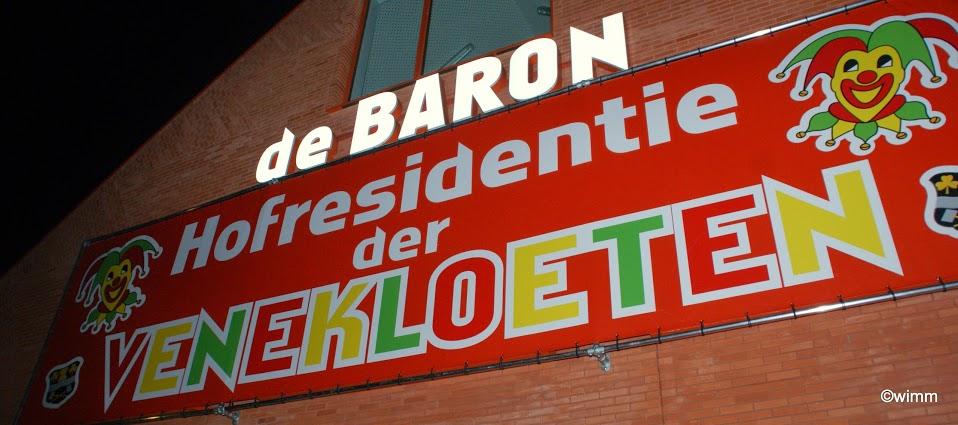 de BARON
Hofresidentie
der
VENEKLOETEN
©wimm